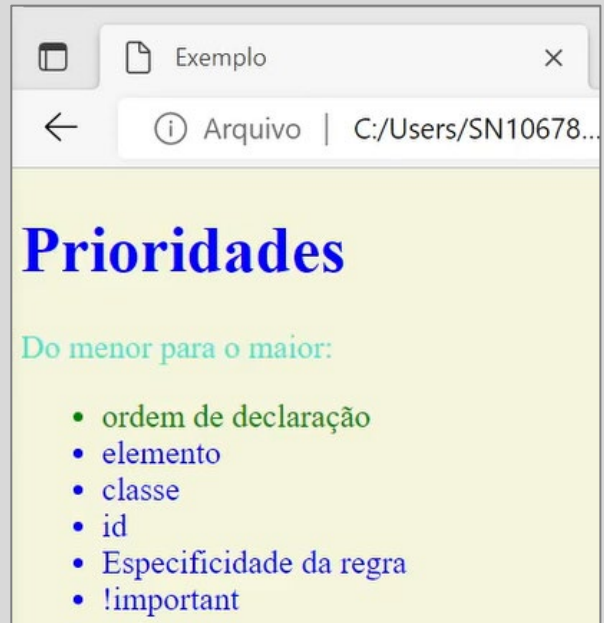 Exemplo
Arquivo | C:/Users/SN10678...
Prioridades
Do menor para o maior:
• ordem de declaração
• elemento
• classe
• id
• Especificidade da regra
• !important